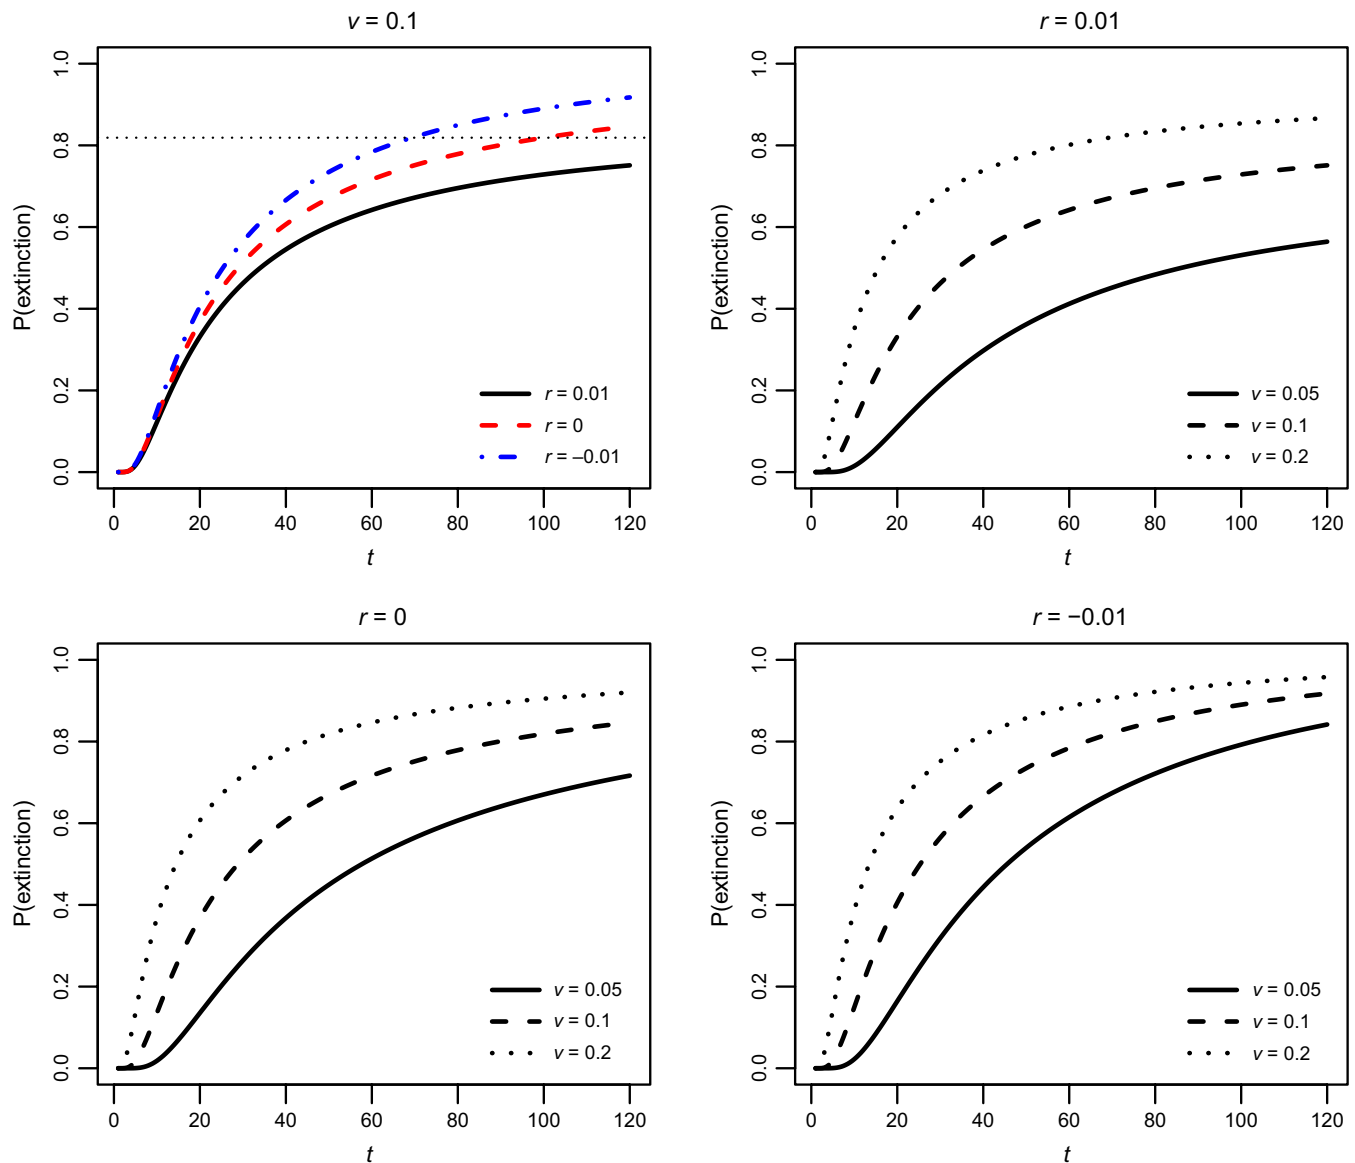 v = 0.1
P(extinction)
1.0
0.8
0.6
0.4
0.2
0.0
r = 0.01
r = 0
r = –0.01
0 20 40 60 80 100 120
t
r = 0.01
P(extinction)
1.0
0.8
0.6
0.4
0.2
0.0
v = 0.05
v = 0.1
v = 0.2
0 20 40 60 80 100 120
t
r = 0
P(extinction)
1.0
0.8
0.6
0.4
0.2
0.0
v = 0.05
v = 0.1
v = 0.2
0 20 40 60 80 100 120
t
r = −0.01
P(extinction)
1.0
0.8
0.6
0.4
0.2
0.0
v = 0.05
v = 0.1
v = 0.2
0 20 40 60 80 100 120
t